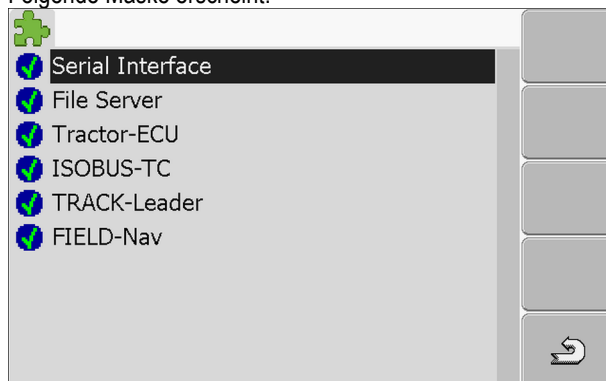 Folgende Maske erscheint:
Serial Interface
File Server
Tractor-ECU
ISOBUS-TC
TRACK-Leader
FIELD-Nav